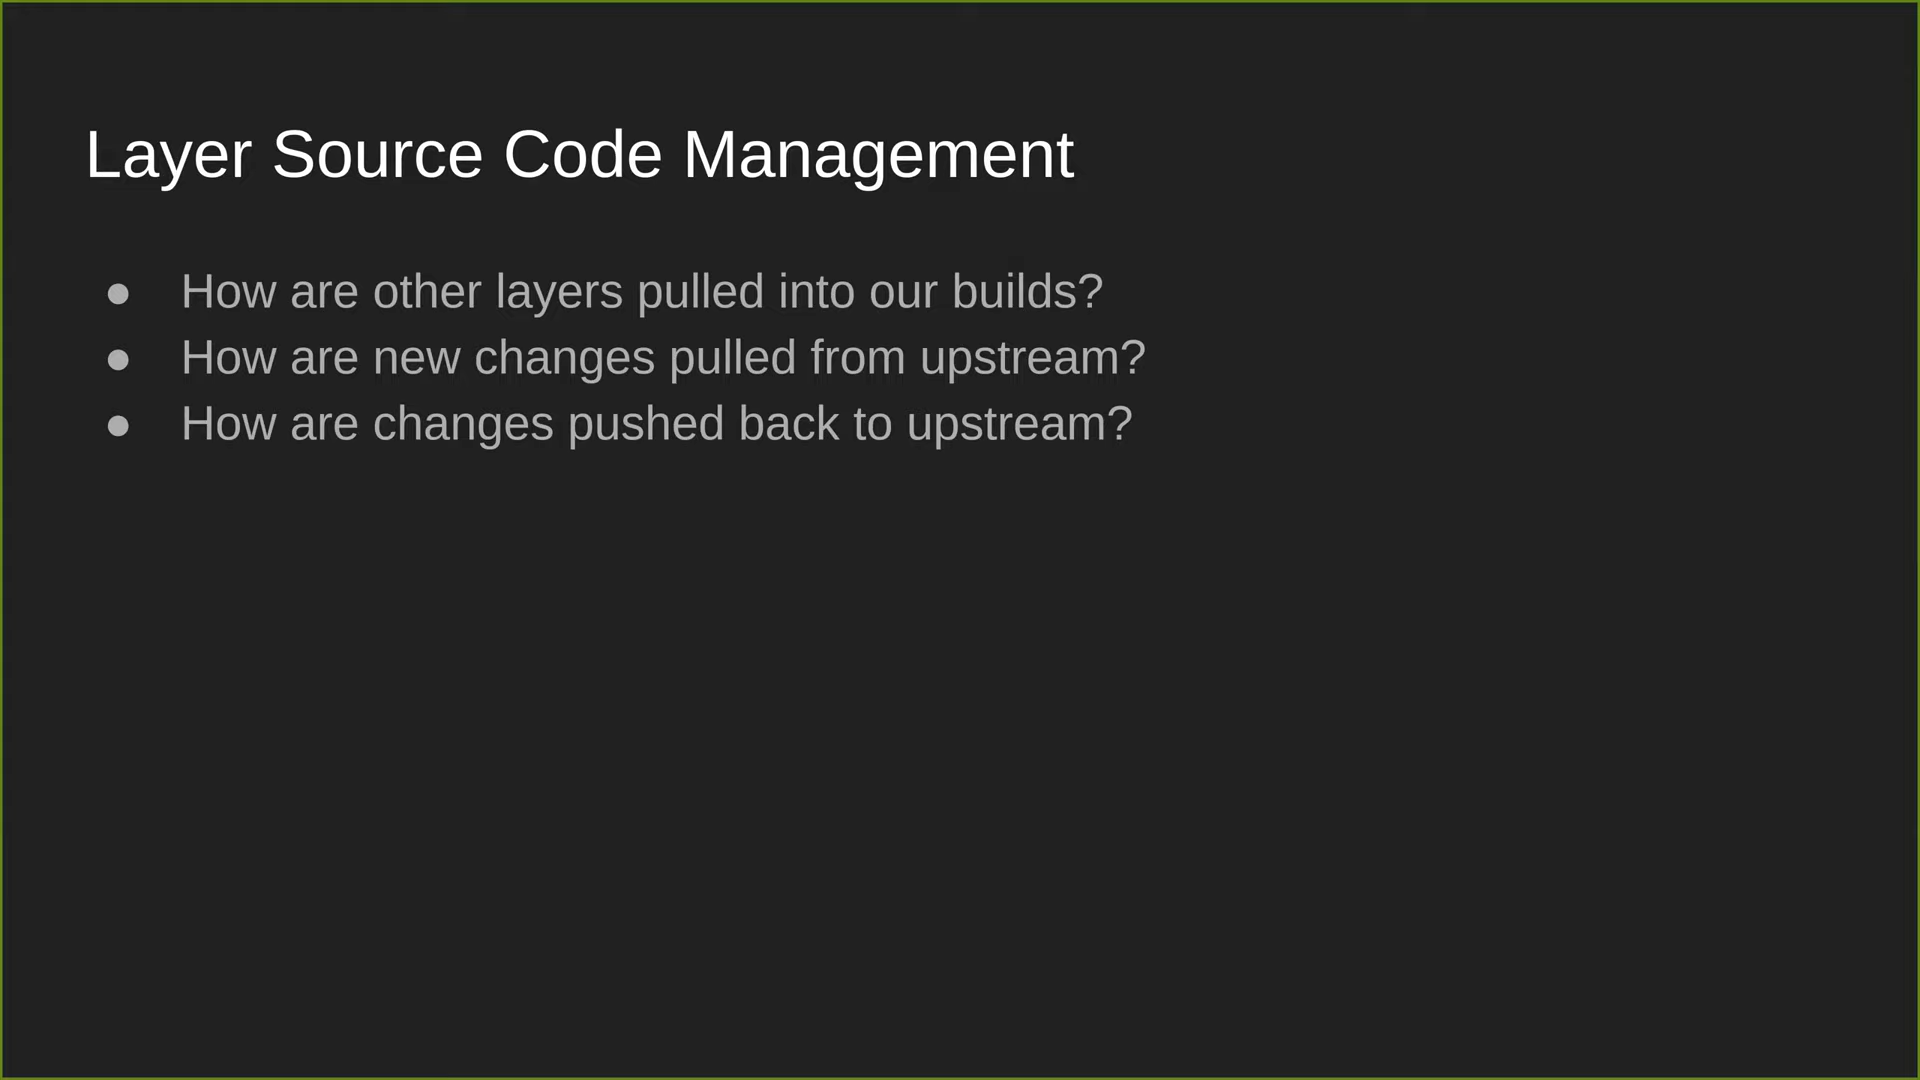 Layer Source Code Management
● How are other layers pulled into our builds?
● How are new changes pulled from upstream?
● How are changes pushed back to upstream?